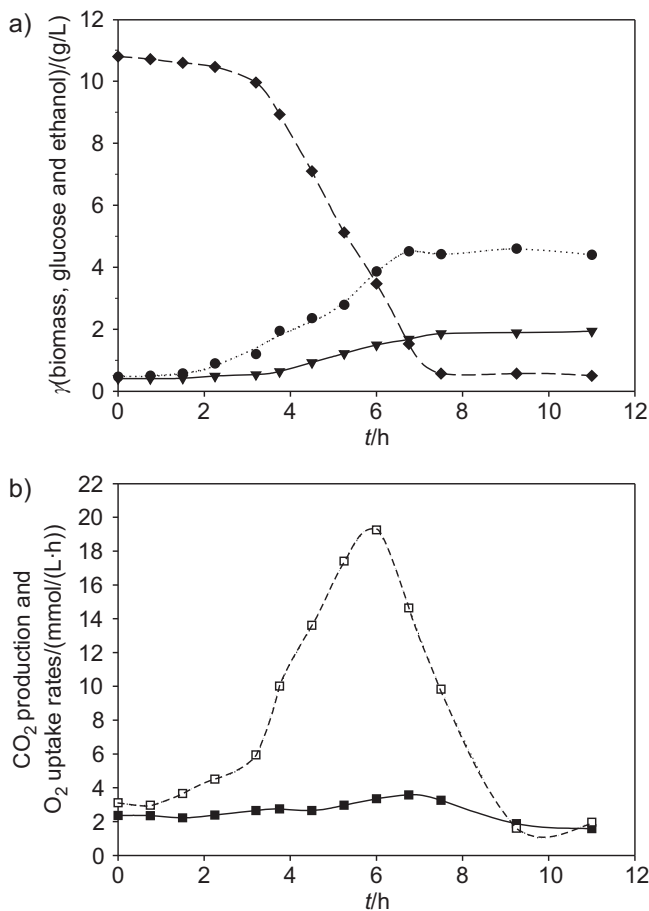 a)
γ(biomass, glucose and ethanol)/(g/L)
12
10
8
6
4
2
0
0 2 4 6 8 10 12
t/h
b)
CO₂ production and
O₂ uptake rates/(mmol/(L·h))
22
20
18
16
14
12
10
8
6
4
2
0
0 2 4 6 8 10 12
t/h